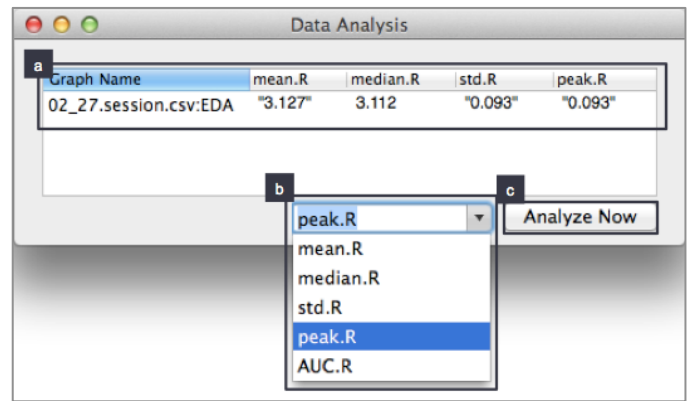 Data Analysis
a
Graph Name mean.R median.R std.R peak.R
02_27.session.csv:EDA "3.127" 3.112 "0.093" "0.093"
b
c
peak.R
Analyze Now
mean.R
median.R
std.R
peak.R
AUC.R